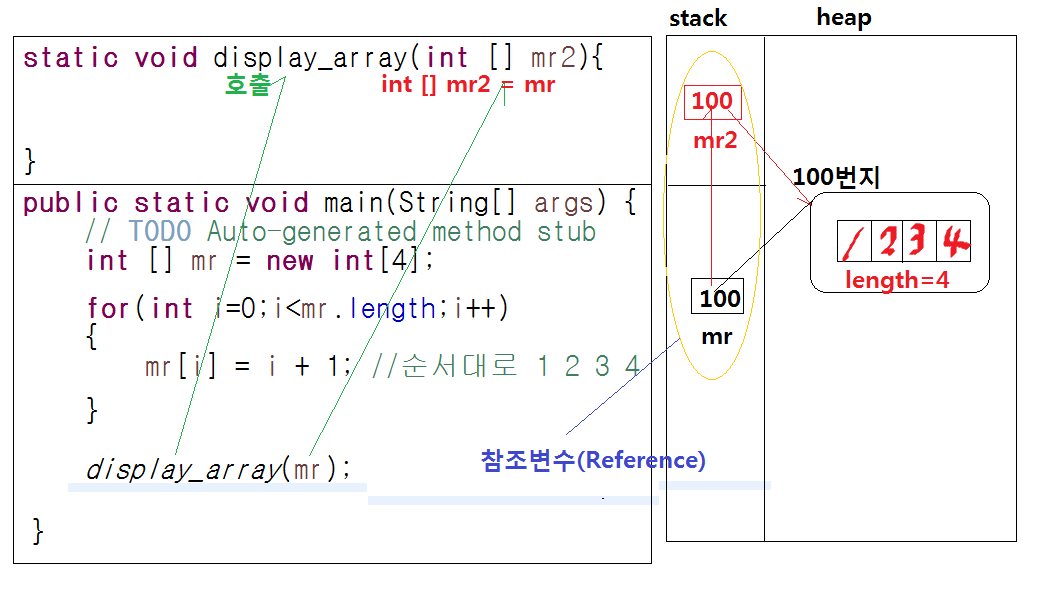 stack heap
static void display_array(int [] mr2){
호출 int [] mr2 = mr
}
public static void main(String[] args) {
// TODO Auto-generated method stub
int [] mr = new int[4];
for(int i=0;i<mr.length;i++)
{
mr[i] = i + 1; //순서대로 1 2 3 4
}
display_array(mr);
}
100
mr2
100번지
1 2 3 4
length=4
100
mr
참조변수(Reference)